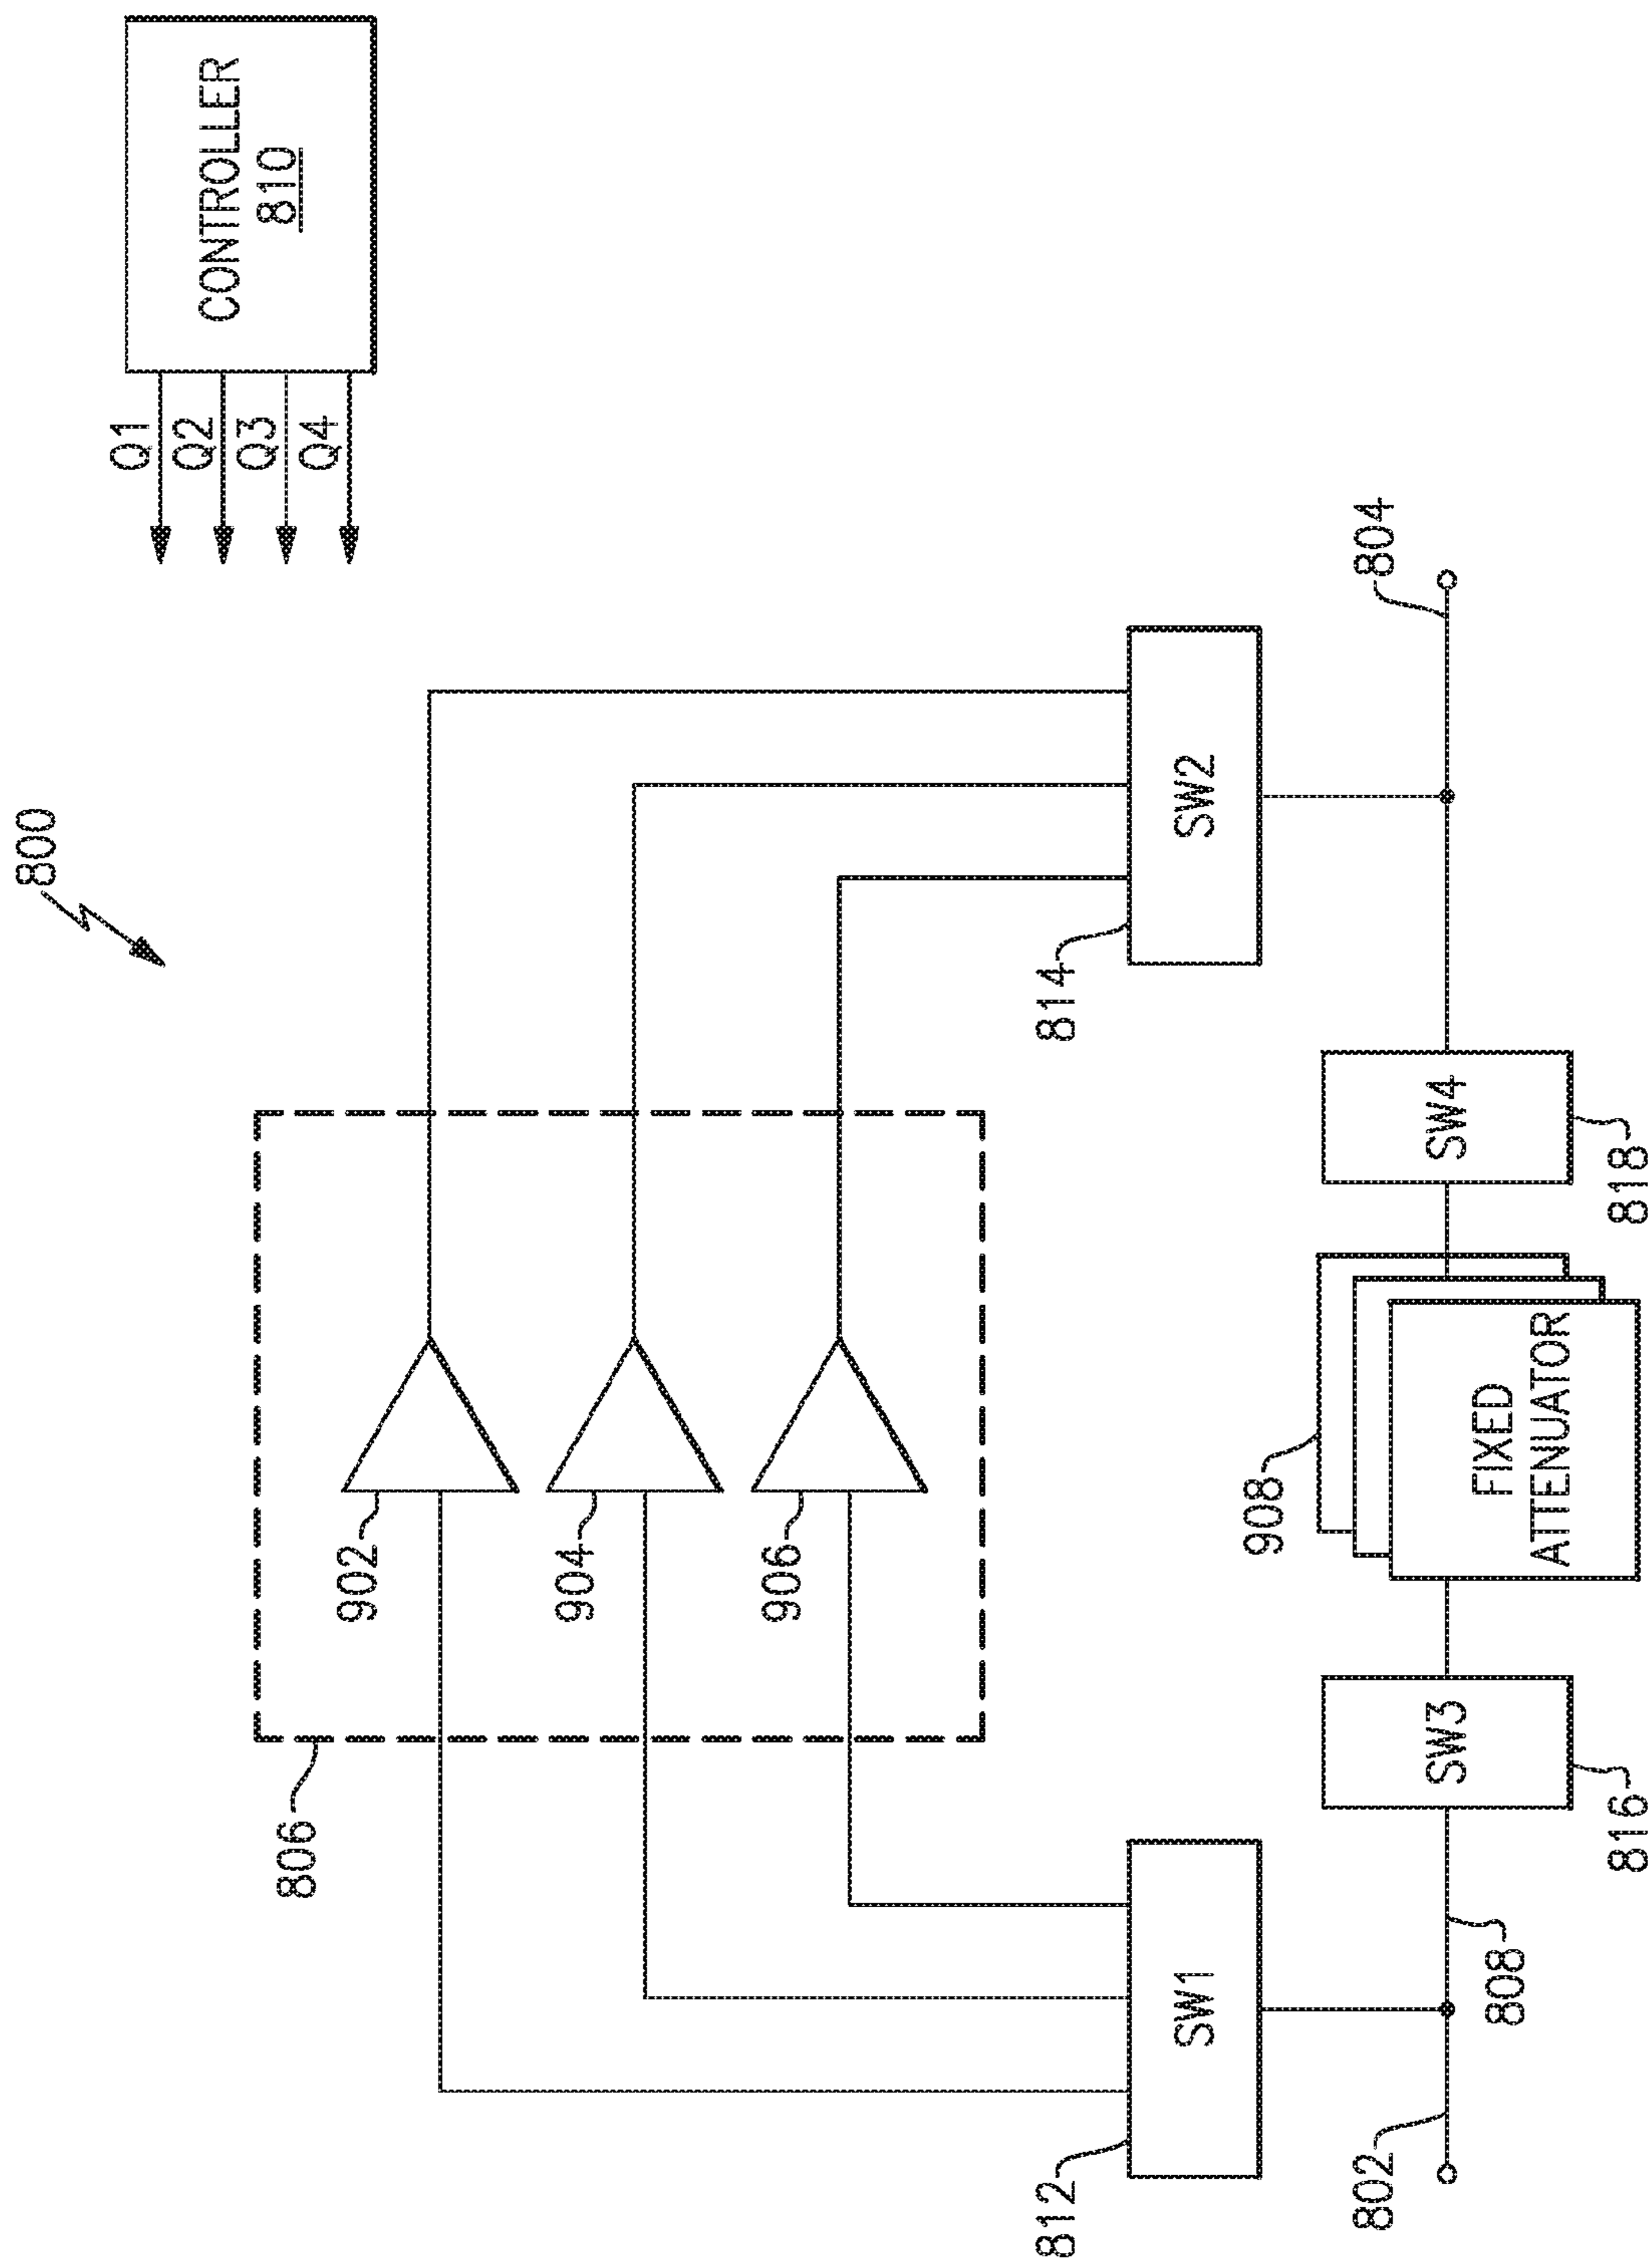 800
CONTROLLER
810
Q1
Q2
Q3
Q4
806
902
904
906
812
SW1
814
SW2
802
808
SW3
816
908
FIXED
ATTENUATOR
SW4
818
804